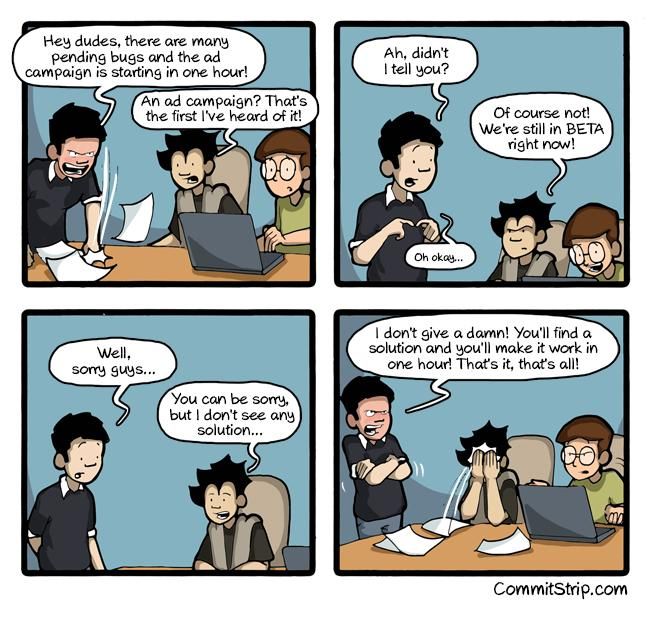 Hey dudes, there are many
pending bugs and the ad
campaign is starting in one hour!
An ad campaign? That's
the first I've heard of it!
Ah, didn't
I tell you?
Of course not!
We're still in BETA
right now!
Oh okay...
Well,
sorry guys...
You can be sorry,
but I don't see any
solution...
I don't give a damn! You'll find a
solution and you'll make it work in
one hour! That's it, that's all!
CommitStrip.com